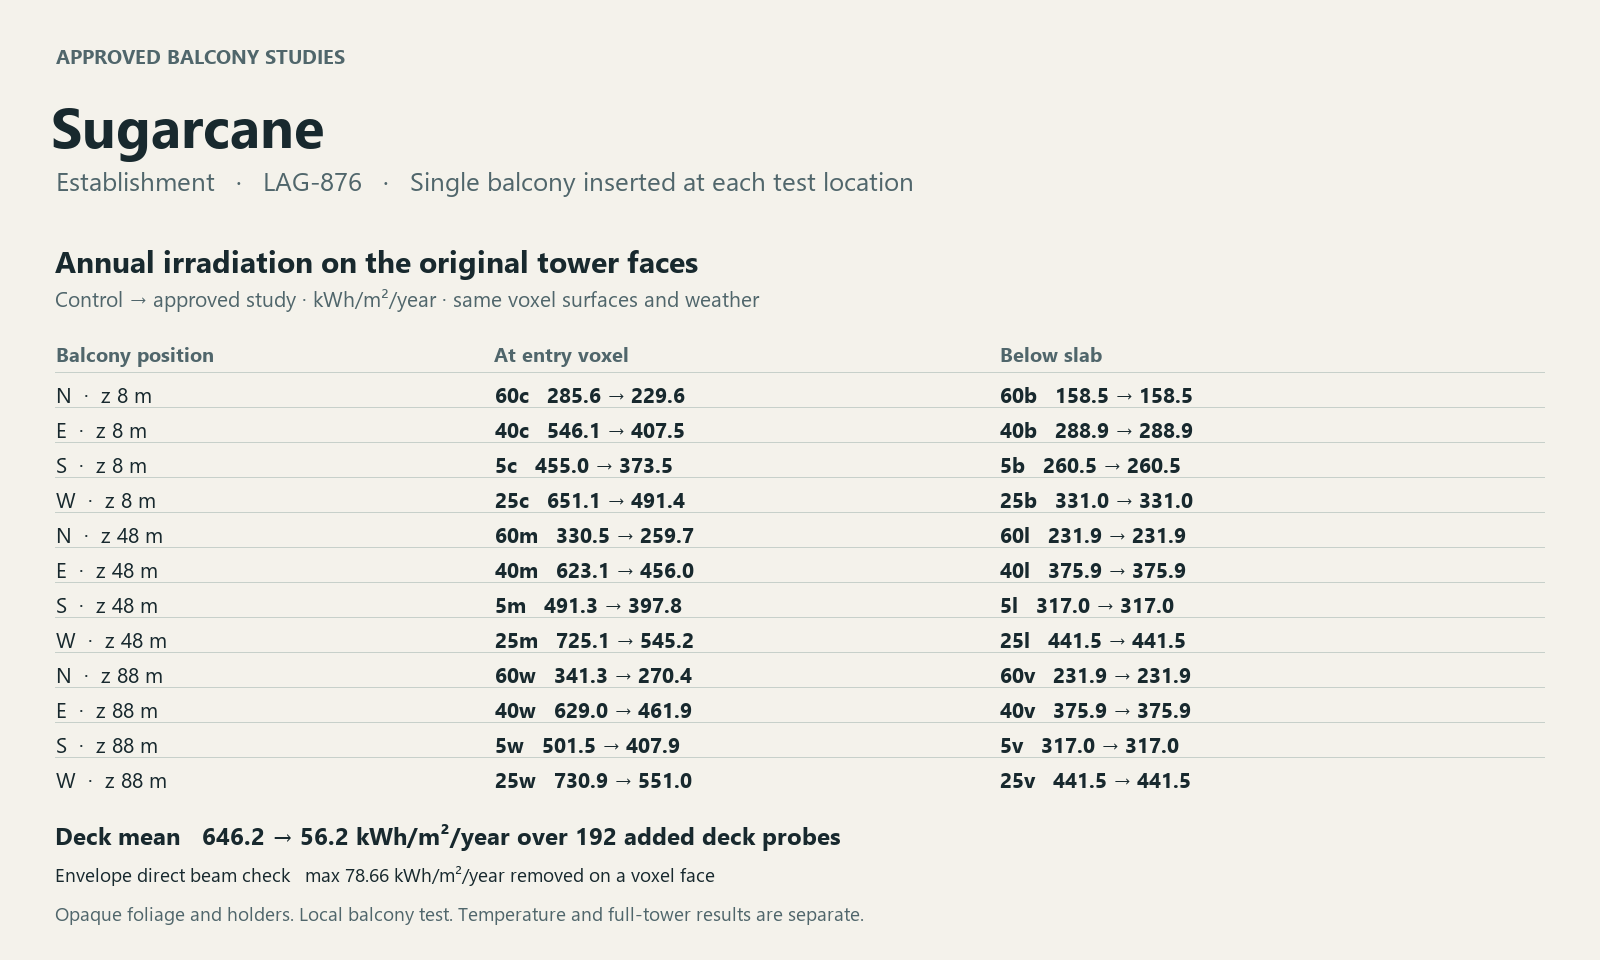 APPROVED BALCONY STUDIES
Sugarcane
Establishment · LAG-876 · Single balcony inserted at each test location
Annual irradiation on the original tower faces
Control → approved study · kWh/m²/year · same voxel surfaces and weather
Balcony position At entry voxel Below slab
N · z 8 m 60c 285.6 → 229.6 60b 158.5 → 158.5
E · z 8 m 40c 546.1 → 407.5 40b 288.9 → 288.9
S · z 8 m 5c 455.0 → 373.5 5b 260.5 → 260.5
W · z 8 m 25c 651.1 → 491.4 25b 331.0 → 331.0
N · z 48 m 60m 330.5 → 259.7 60l 231.9 → 231.9
E · z 48 m 40m 623.1 → 456.0 40l 375.9 → 375.9
S · z 48 m 5m 491.3 → 397.8 5l 317.0 → 317.0
W · z 48 m 25m 725.1 → 545.2 25l 441.5 → 441.5
N · z 88 m 60w 341.3 → 270.4 60v 231.9 → 231.9
E · z 88 m 40w 629.0 → 461.9 40v 375.9 → 375.9
S · z 88 m 5w 501.5 → 407.9 5v 317.0 → 317.0
W · z 88 m 25w 730.9 → 551.0 25v 441.5 → 441.5
Deck mean 646.2 → 56.2 kWh/m²/year over 192 added deck probes
Envelope direct beam check max 78.66 kWh/m²/year removed on a voxel face
Opaque foliage and holders. Local balcony test. Temperature and full-tower results are separate.